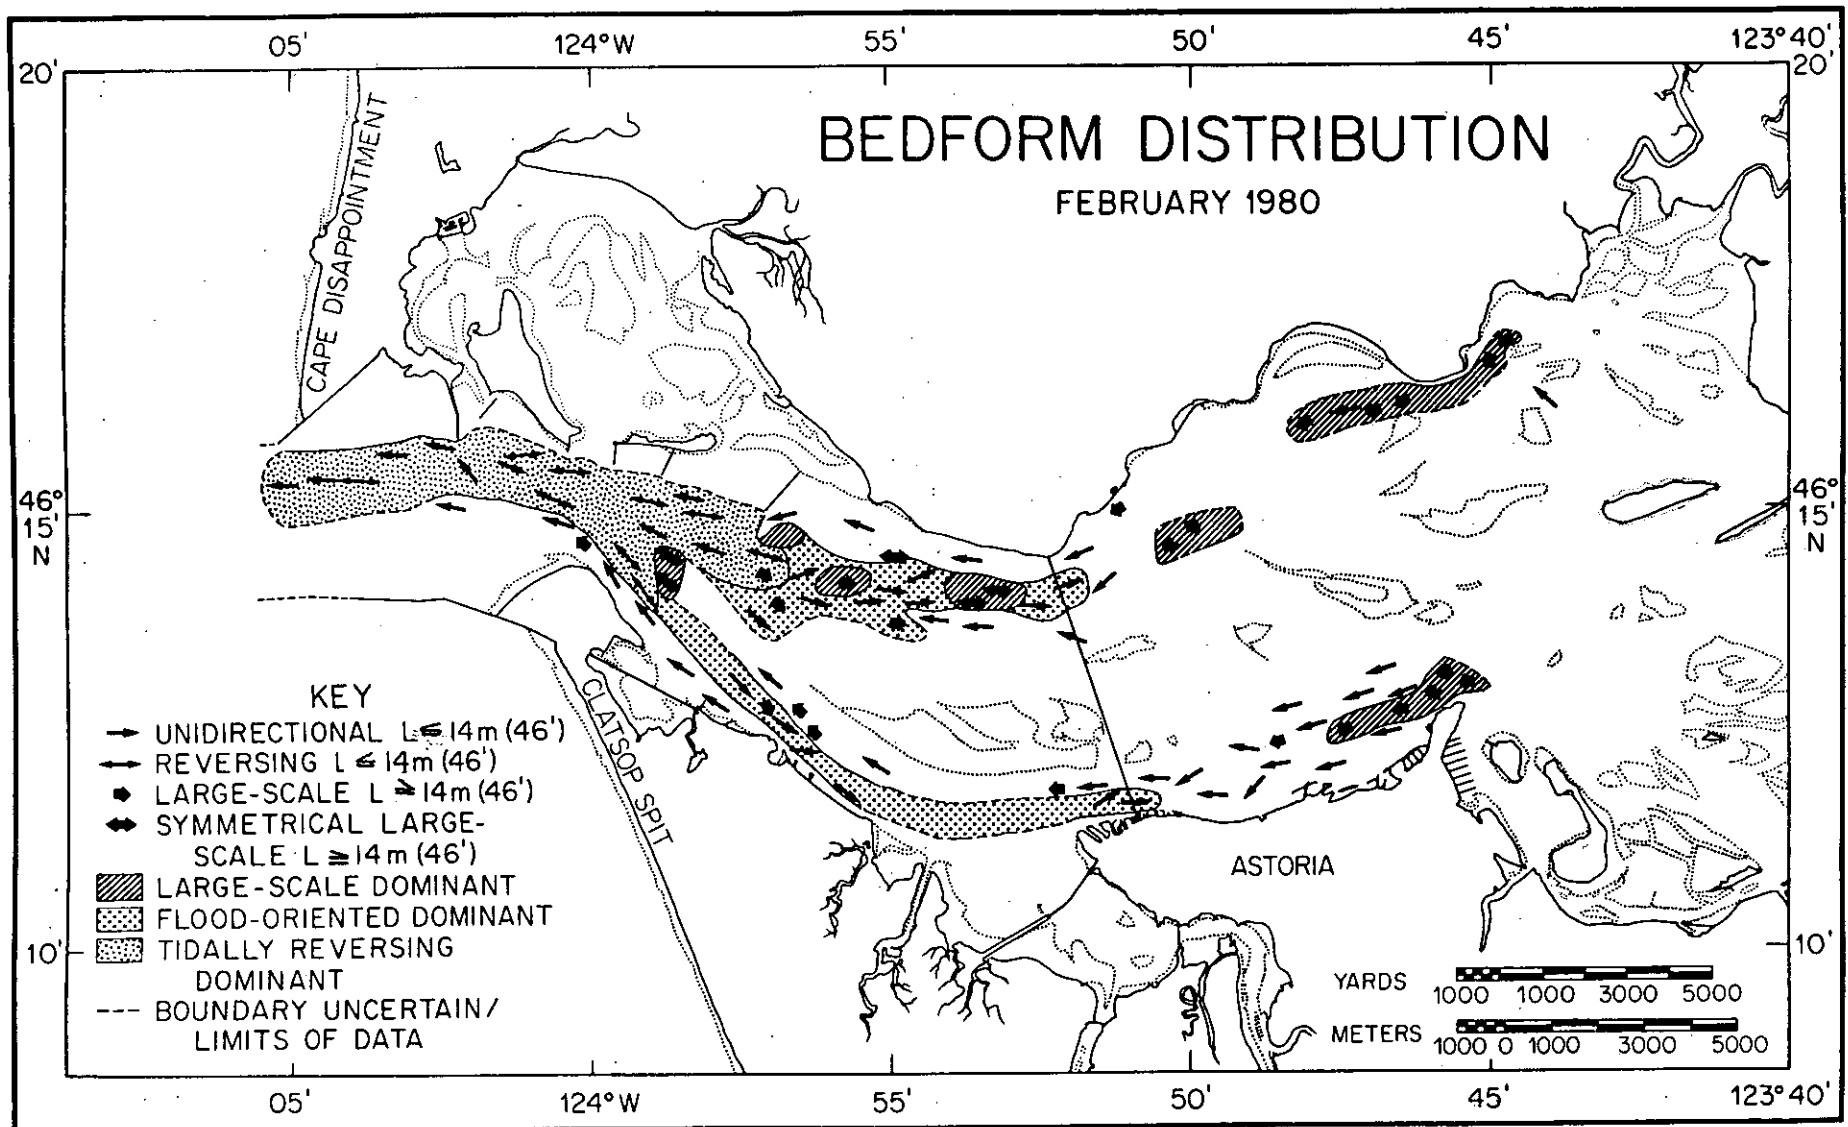 05'
124°W
55'
50'
45'
123°40'
20'
20'
BEDFORM DISTRIBUTION
FEBRUARY 1980
CAPE DISAPPOINTMENT
46°
15'
N
46°
15'
N
CLATSOP SPIT
KEY
UNIDIRECTIONAL L ≤ 14m (46')
REVERSING L ≤ 14m (46')
LARGE-SCALE L ≥ 14m (46')
SYMMETRICAL LARGE-
SCALE L ≥ 14m (46')
LARGE-SCALE DOMINANT
FLOOD-ORIENTED DOMINANT
TIDALLY REVERSING
DOMINANT
--- BOUNDARY UNCERTAIN/
LIMITS OF DATA
ASTORIA
10'
10'
YARDS
1000 1000 3000 5000
METERS
1000 0 1000 3000 5000
05'
124°W
55'
50'
45'
123°40'